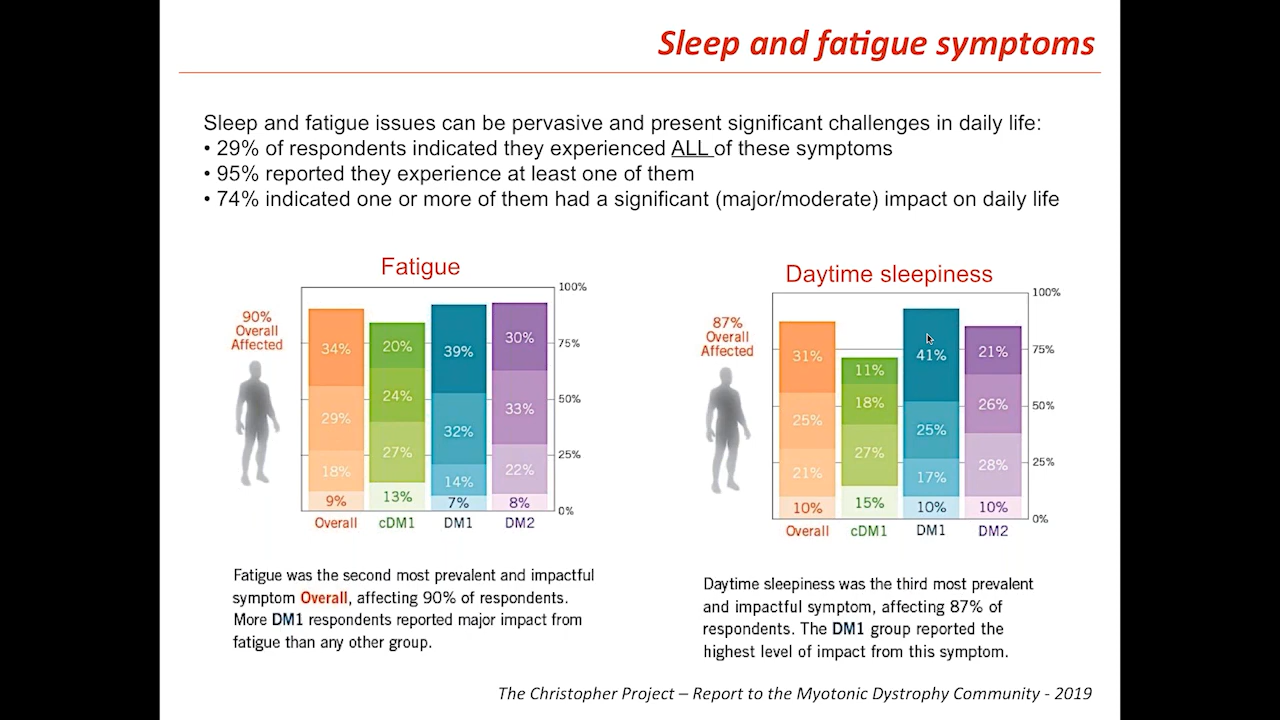 Sleep and fatigue symptoms
Sleep and fatigue issues can be pervasive and present significant challenges in daily life:
• 29% of respondents indicated they experienced ALL of these symptoms
• 95% reported they experience at least one of them
• 74% indicated one or more of them had a significant (major/moderate) impact on daily life
Fatigue
90%
Overall
Affected
100%
75%
50%
25%
0%
34%
29%
18%
9%
20%
24%
27%
13%
39%
32%
14%
7%
30%
33%
22%
8%
Overall cDM1 DM1 DM2
Fatigue was the second most prevalent and impactful
symptom Overall, affecting 90% of respondents.
More DM1 respondents reported major impact from
fatigue than any other group.
Daytime sleepiness
87%
Overall
Affected
100%
75%
50%
25%
0%
31%
25%
21%
10%
11%
18%
27%
15%
41%
25%
17%
10%
21%
26%
28%
10%
Overall cDM1 DM1 DM2
Daytime sleepiness was the third most prevalent
and impactful symptom, affecting 87% of
respondents. The DM1 group reported the
highest level of impact from this symptom.
The Christopher Project – Report to the Myotonic Dystrophy Community - 2019